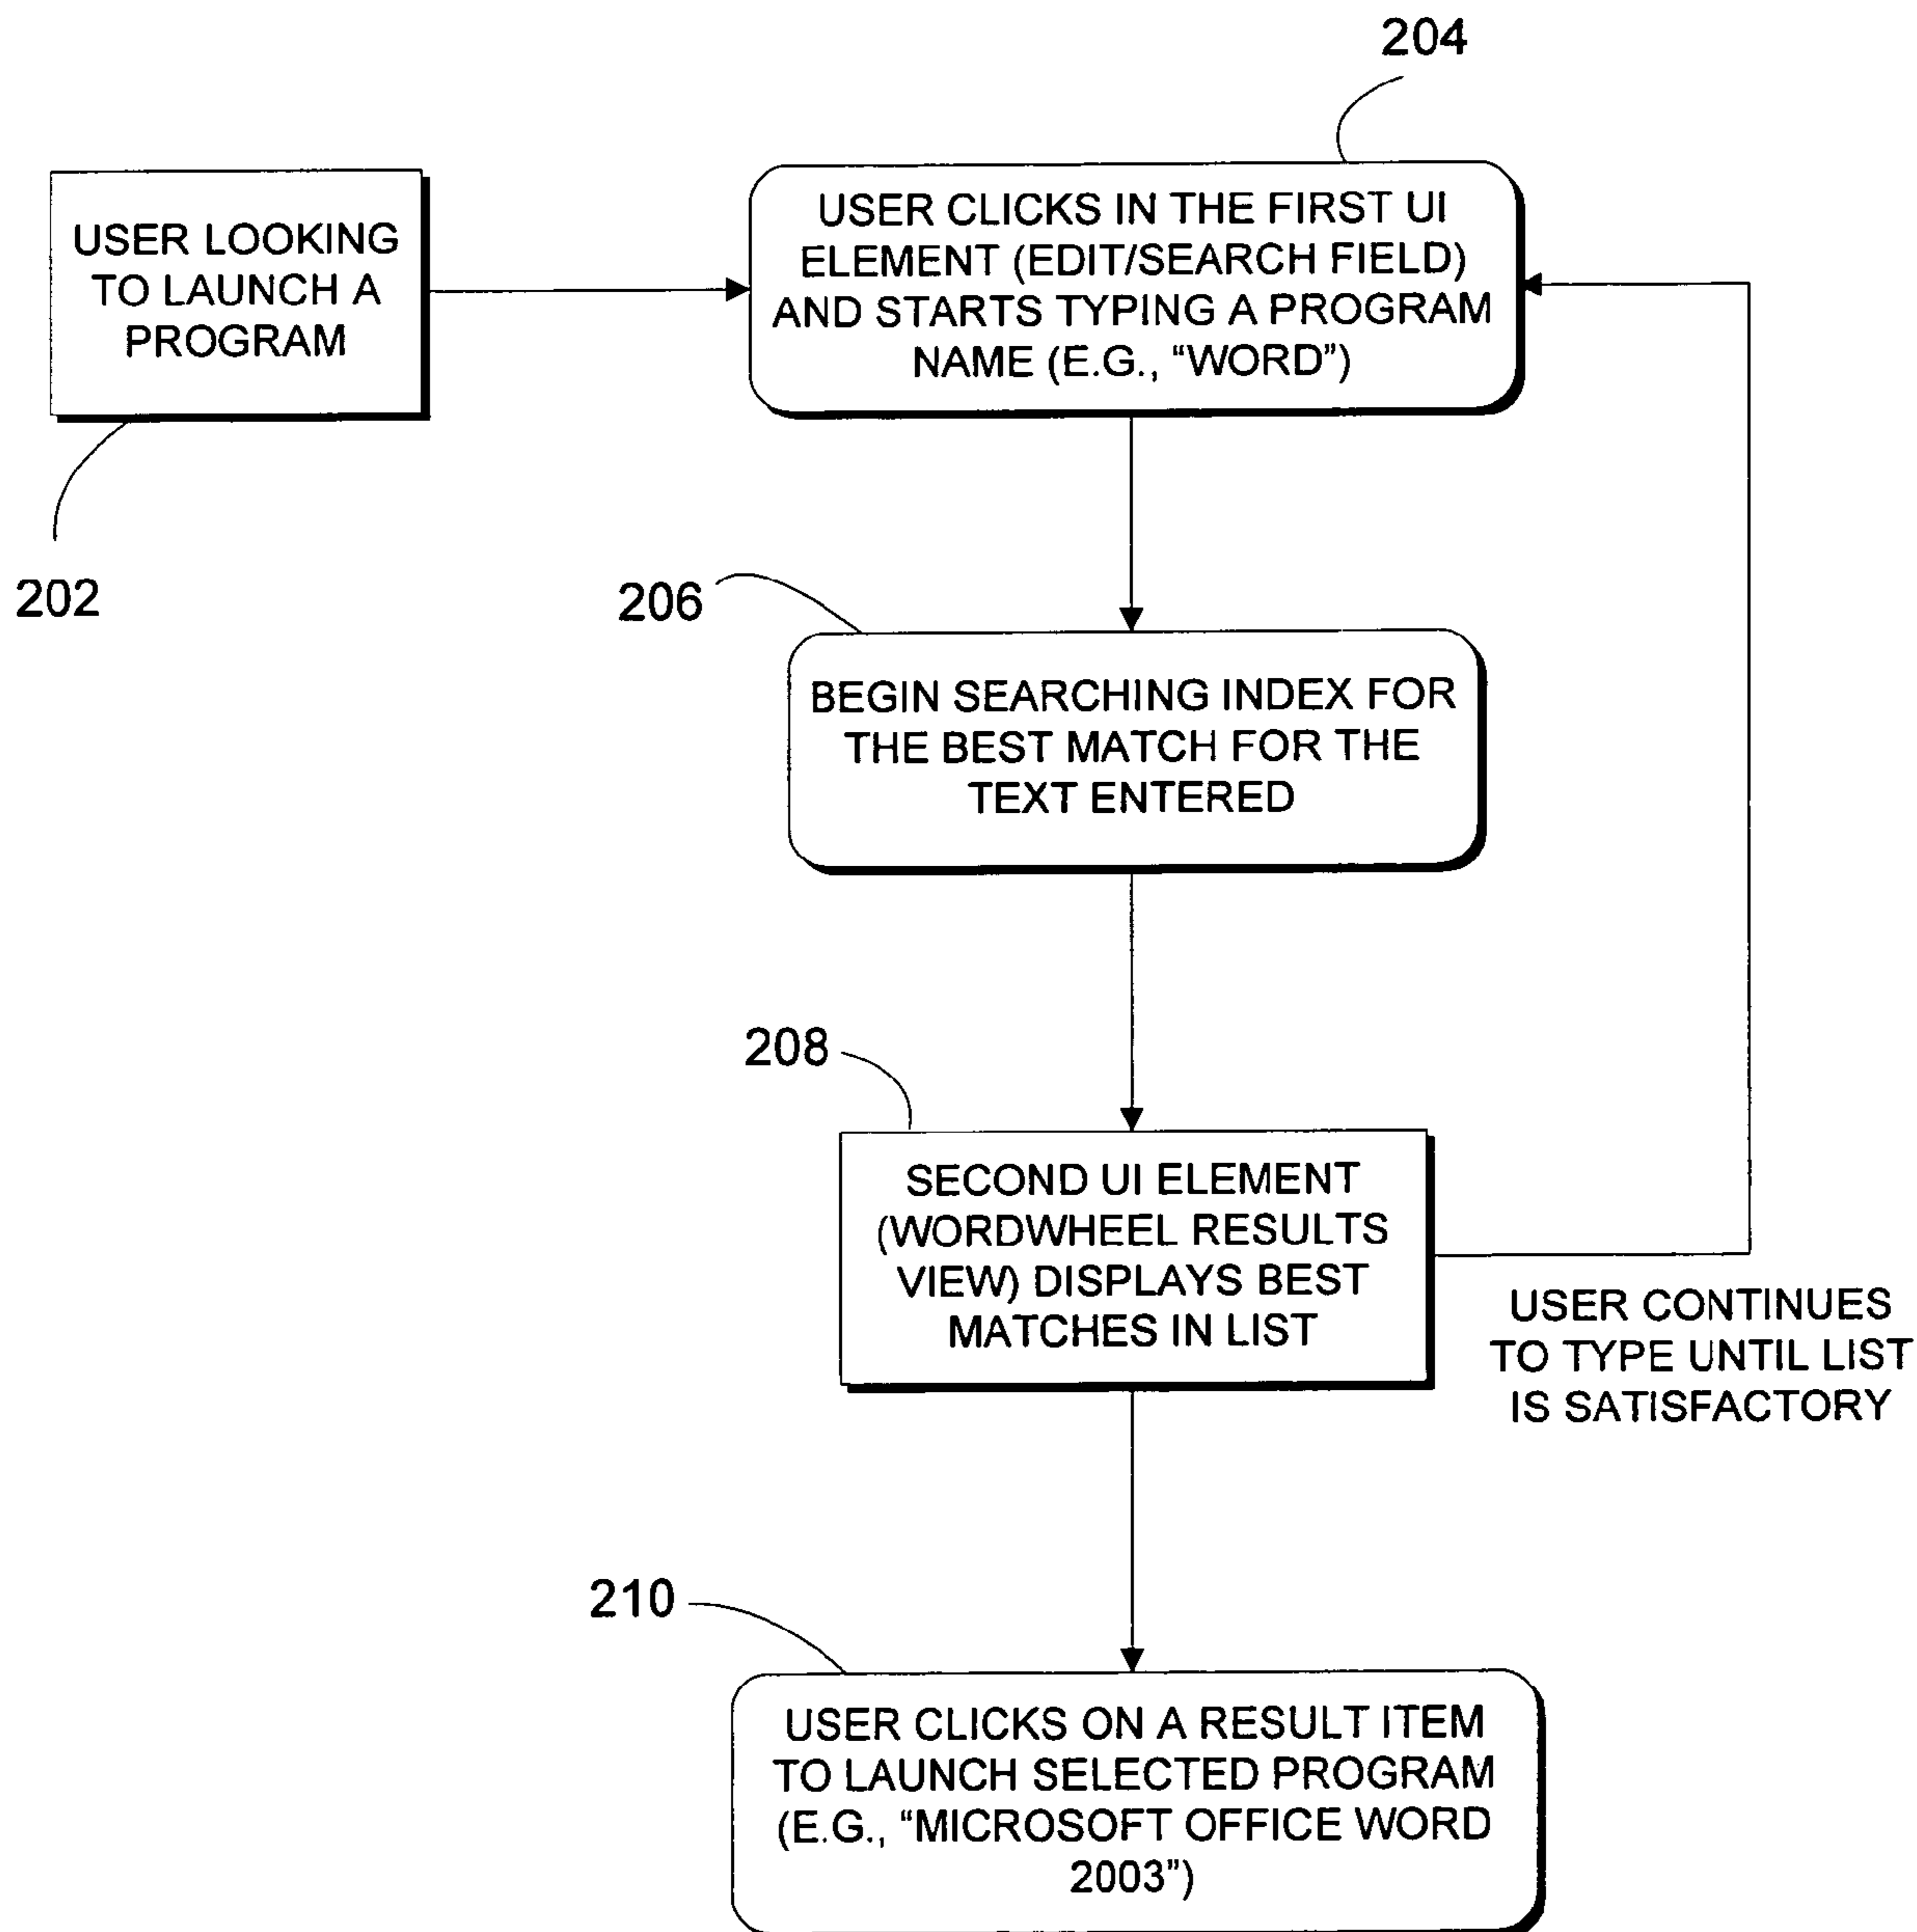 204
USER LOOKING
TO LAUNCH A
PROGRAM
202
USER CLICKS IN THE FIRST UI
ELEMENT (EDIT/SEARCH FIELD)
AND STARTS TYPING A PROGRAM
NAME (E.G., “WORD”)
206
BEGIN SEARCHING INDEX FOR
THE BEST MATCH FOR THE
TEXT ENTERED
208
SECOND UI ELEMENT
(WORDWHEEL RESULTS
VIEW) DISPLAYS BEST
MATCHES IN LIST
USER CONTINUES
TO TYPE UNTIL LIST
IS SATISFACTORY
210
USER CLICKS ON A RESULT ITEM
TO LAUNCH SELECTED PROGRAM
(E.G., “MICROSOFT OFFICE WORD
2003”)